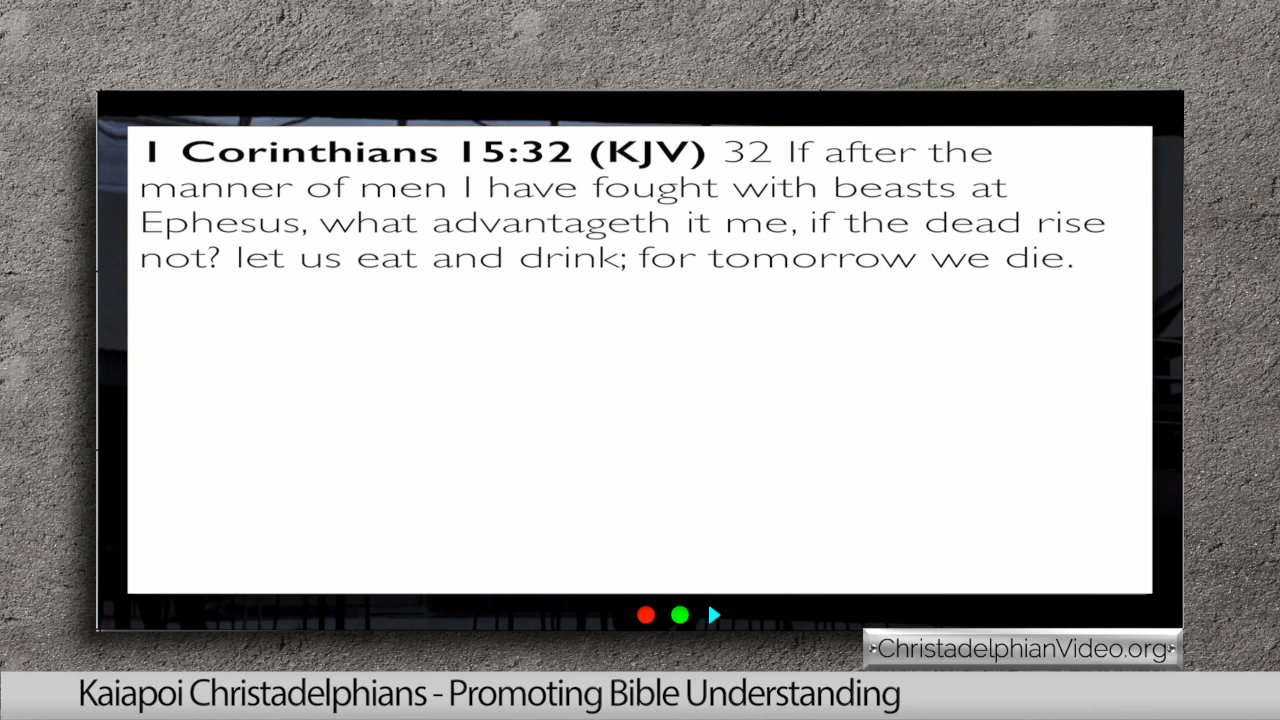 1 Corinthians 15:32 (KJV) 32 If after the
manner of men I have fought with beasts at
Ephesus, what advantageth it me, if the dead rise
not? let us eat and drink; for tomorrow we die.
ChristadelphianVideo.org
Kaiapoi Christadelphians - Promoting Bible Understanding